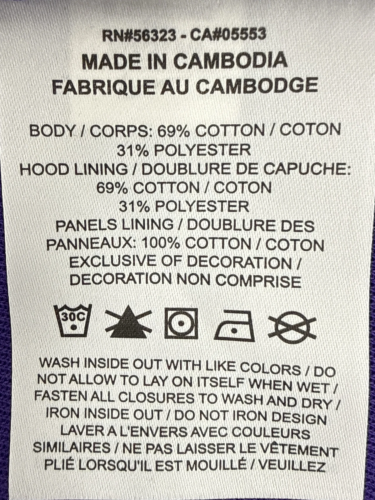 RN#56323 - CA#05553
MADE IN CAMBODIA
FABRIQUE AU CAMBODGE
BODY / CORPS: 69% COTTON / COTON
31% POLYESTER
HOOD LINING / DOUBLURE DE CAPUCHE:
69% COTTON / COTON
31% POLYESTER
PANELS LINING / DOUBLURE DES
PANNEAUX: 100% COTTON / COTON
EXCLUSIVE OF DECORATION /
DECORATION NON COMPRISE
30C
WASH INSIDE OUT WITH LIKE COLORS / DO
NOT ALLOW TO LAY ON ITSELF WHEN WET /
FASTEN ALL CLOSURES TO WASH AND DRY /
IRON INSIDE OUT / DO NOT IRON DESIGN
LAVER A L'ENVERS AVEC COULEURS
SIMILAIRES / NE PAS LAISSER LE VÊTEMENT
PLIÉ LORSQU'IL EST MOUILLÉ / VEUILLEZ